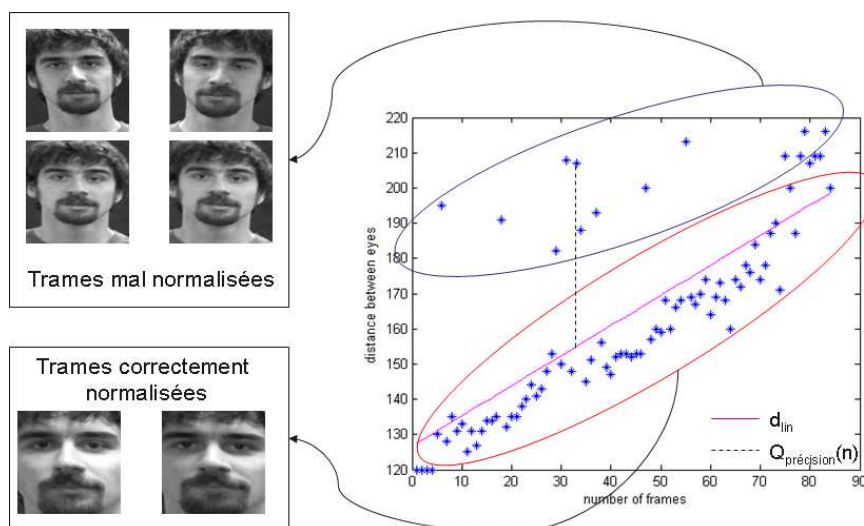 Trames mal normalisées
Trames correctement
normalisées
distance between eyes
220
210
200
190
180
170
160
150
140
130
120
0 10 20 30 40 50 60 70 80 90
number of frames
d_lin
Q_précision(n)